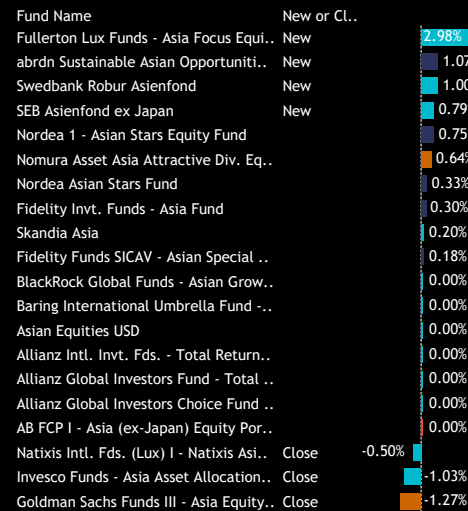 Fund Name New or Cl..
Fullerton Lux Funds - Asia Focus Equi.. New 2.98%
abrdn Sustainable Asian Opportuniti.. New 1.07
Swedbank Robur Asienfond New 1.00
SEB Asienfond ex Japan New 0.79
Nordea 1 - Asian Stars Equity Fund 0.75
Nomura Asset Asia Attractive Div. Eq.. 0.64%
Nordea Asian Stars Fund 0.33%
Fidelity Invt. Funds - Asia Fund 0.30%
Skandia Asia 0.20%
Fidelity Funds SICAV - Asian Special .. 0.18%
BlackRock Global Funds - Asian Grow.. 0.00%
Baring International Umbrella Fund -.. 0.00%
Asian Equities USD 0.00%
Allianz Intl. Invt. Fds. - Total Return.. 0.00%
Allianz Global Investors Fund - Total .. 0.00%
Allianz Global Investors Choice Fund .. 0.00%
AB FCP I - Asia (ex-Japan) Equity Por.. 0.00%
Natixis Intl. Fds. (Lux) I - Natixis Asi.. Close -0.50%
Invesco Funds - Asia Asset Allocation.. Close -1.03%
Goldman Sachs Funds III - Asia Equity.. Close -1.27%